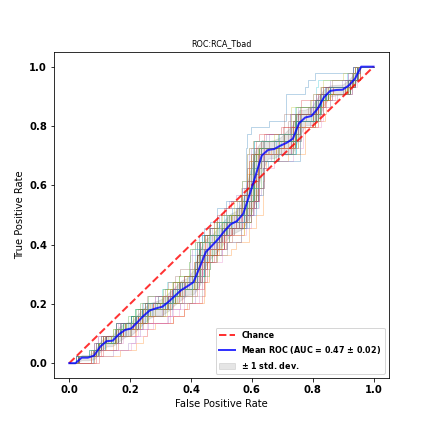 ROC:RCA_Tbad
1.0
0.8
0.6
0.4
0.2
0.0
True Positive Rate
Chance
Mean ROC (AUC = 0.47 ± 0.02)
± 1 std. dev.
0.0 0.2 0.4 0.6 0.8 1.0
False Positive Rate